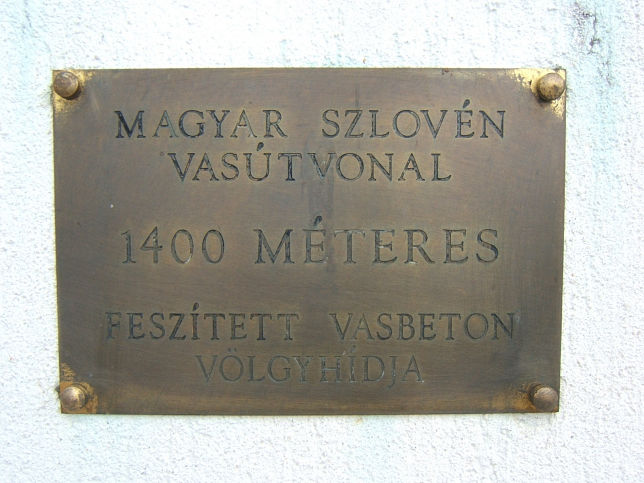 MAGYAR SZLOVÉN
VASÚTVONAL
1400 MÉTERES
FESZÍTETT VASBETON
VÖLGYHÍDJA